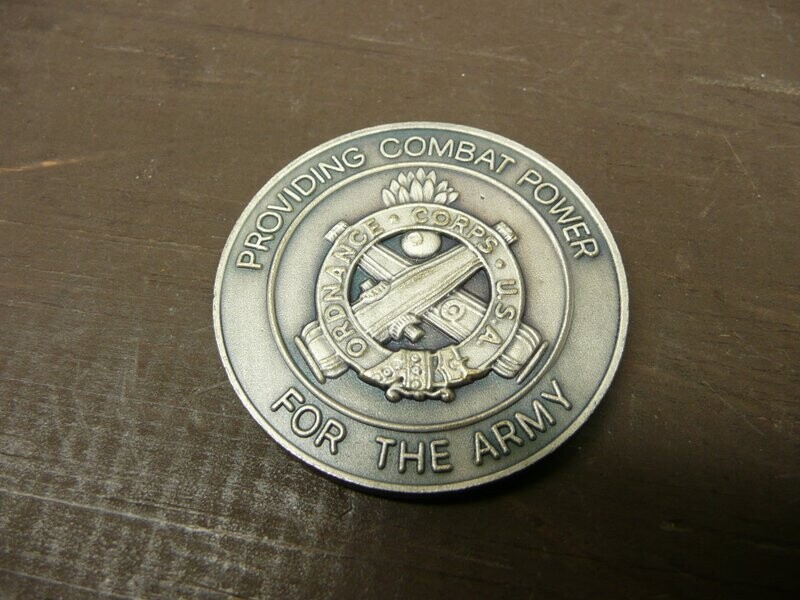 PROVIDING COMBAT POWER
ORDNANCE · CORPS · U.S.A.
FOR THE ARMY